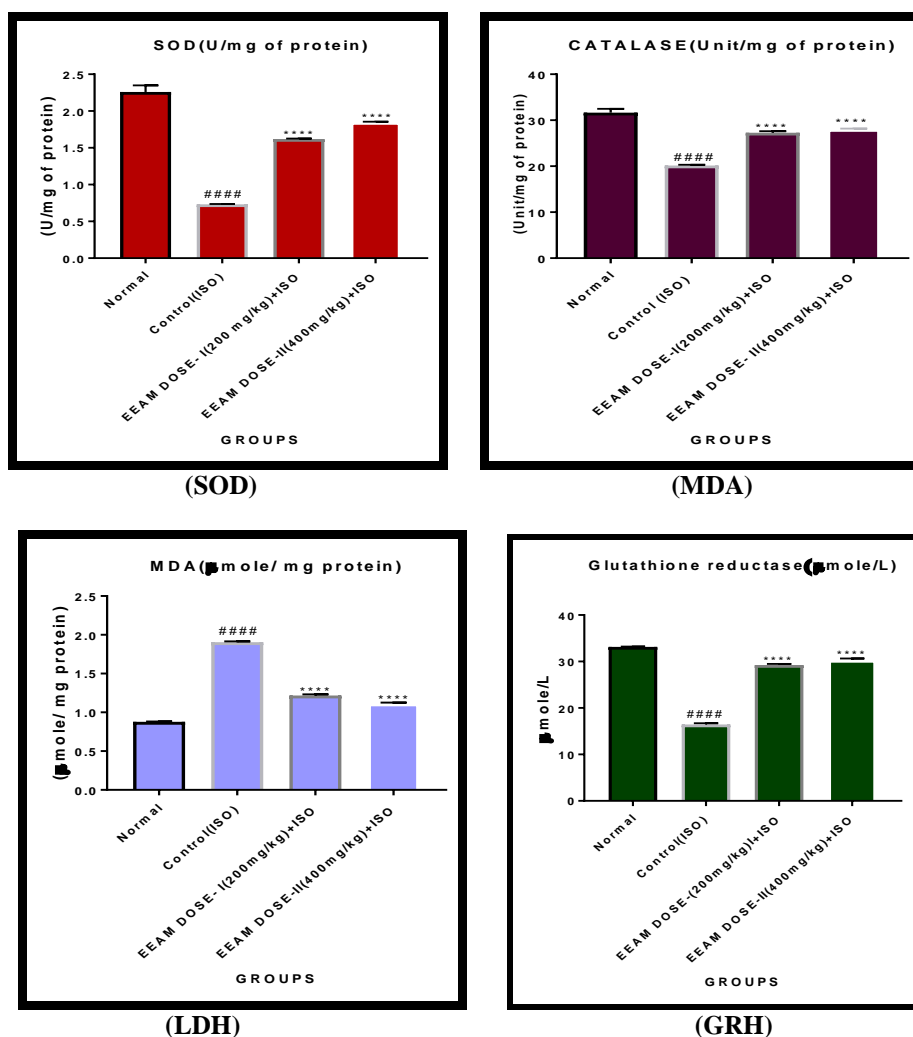 SOD(U/mg of protein)
(U/mg of protein)
2.5
2.0
1.5
1.0
0.5
0.0
####
****
****
Normal
Control(ISO)
EEAM DOSE- I(200 mg/kg)+ISO
EEAM DOSE-II(400mg/kg)+ISO
GROUPS
(SOD)
CATALASE(Unit/mg of protein)
(Unit/mg of protein)
40
30
20
10
0
####
****
****
Normal
Control (ISO)
EEAM DOSE-I(200mg/kg)+ISO
EEAM DOSE- II(400mg/kg)+ISO
GROUPS
(MDA)
MDA(μmole/ mg protein)
(μmole/ mg protein)
2.5
2.0
1.5
1.0
0.5
0.0
####
****
****
Normal
Control(ISO)
EEAM DOSE- I(200mg/kg)+ISO
EEAM DOSE-II(400mg/kg)+ISO
GROUPS
(LDH)
Glutathione reductase(μmole/L)
μmole/L
40
30
20
10
0
####
****
****
Normal
Control(ISO)
EEAM DOSE-(200mg/kg)I+ISO
EEAM DOSE-II(400mg/kg)+ISO
GROUPS
(GRH)